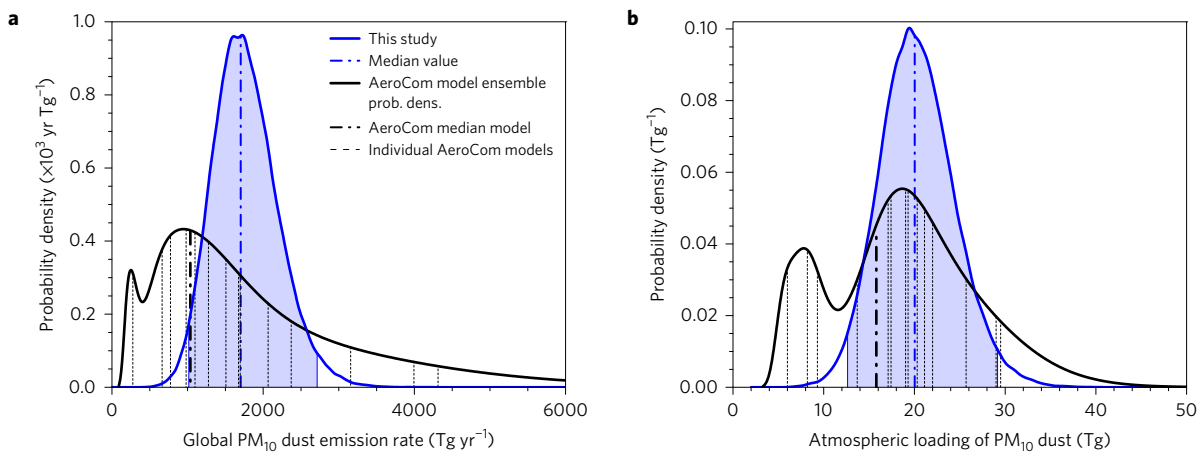 a
1.0
0.8
0.6
0.4
0.2
0.0
Probability density (×10³ yr Tg⁻¹)
0
2000
4000
6000
Global PM₁₀ dust emission rate (Tg yr⁻¹)
This study
Median value
AeroCom model ensemble
prob. dens.
AeroCom median model
Individual AeroCom models
b
0.10
0.08
0.06
0.04
0.02
0.00
Probability density (Tg⁻¹)
0
10
20
30
40
50
Atmospheric loading of PM₁₀ dust (Tg)